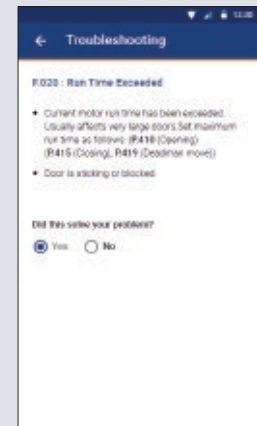 12:30
Troubleshooting
F.020 : Run Time Exceeded
• Current motor run time has been exceeded.
Usually affects very large doors. Set maximum
run time as follows: (P.410 (Opening)
(P.415 (Closing), P.419 (Deadman move))
• Door is sticking or blocked
Did this solve your problem?
Yes No